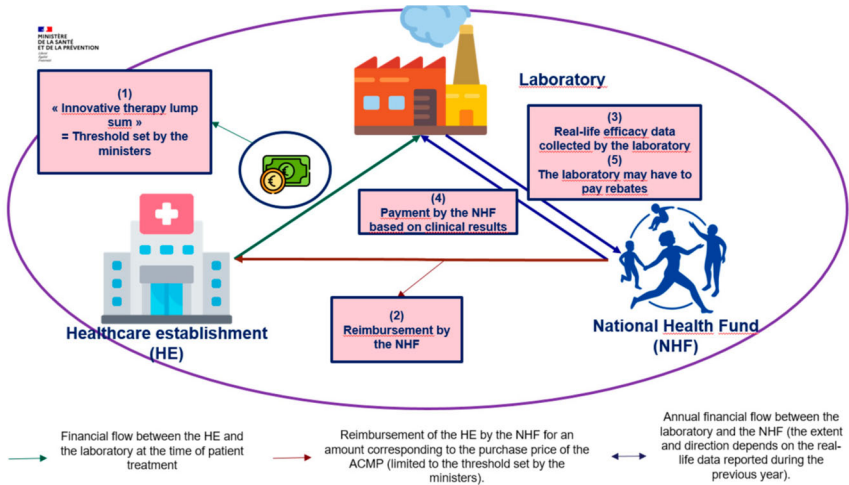 MINISTÈRE
DE LA SANTÉ
ET DE LA PRÉVENTION
(1)
« Innovative therapy lump
sum »
= Threshold set by the
ministers
Laboratory
(3)
Real-life efficacy data
collected by the laboratory
(5)
The laboratory may have to
pay rebates
(4)
Payment by the NHF
based on clinical results
Healthcare establishment
(HE)
(2)
Reimbursement by
the NHF
National Health Fund
(NHF)
Financial flow between the HE and
the laboratory at the time of patient
treatment
Reimbursement of the HE by the NHF for an
amount corresponding to the purchase price of the
ACMP (limited to the threshold set by the
ministers).
Annual financial flow between the
laboratory and the NHF (the extent
and direction depends on the real-
life data reported during the
previous year).